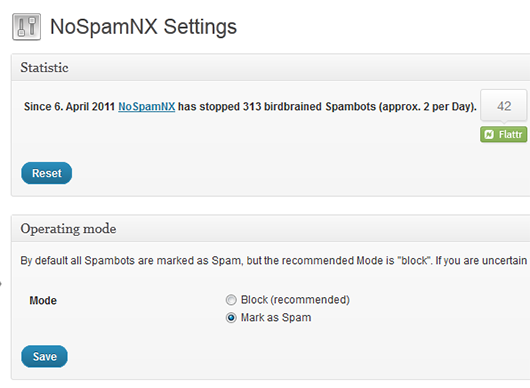 NoSpamNX Settings
Statistic
Since 6. April 2011 NoSpamNX has stopped 313 birdbrained Spambots (approx. 2 per Day).
42
Flattr
Reset
Operating mode
By default all Spambots are marked as Spam, but the recommended Mode is "block". If you are uncertain
Mode
Block (recommended)
Mark as Spam
Save